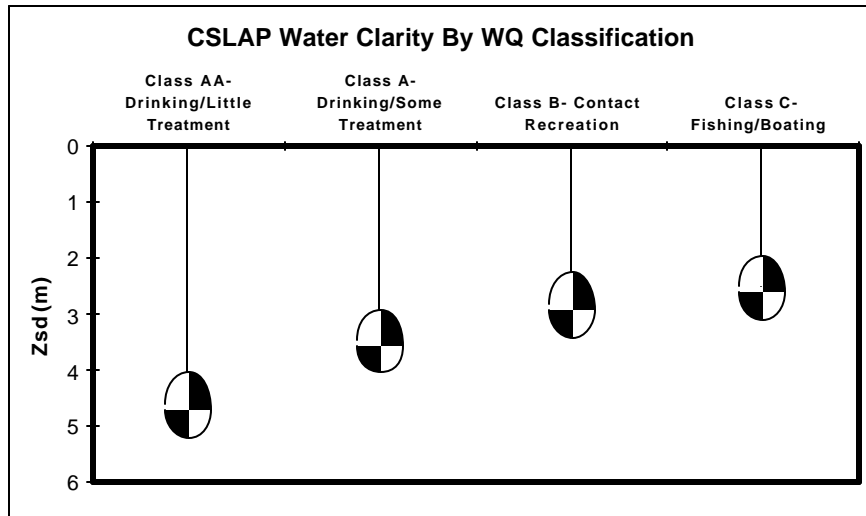 CSLAP Water Clarity By WQ Classification
Class AA-
Drinking/Little
Treatment
Class A-
Drinking/Some
Treatment
Class B- Contact
Recreation
Class C-
Fishing/Boating
0
1
2
3
4
5
6
Zsd (m)